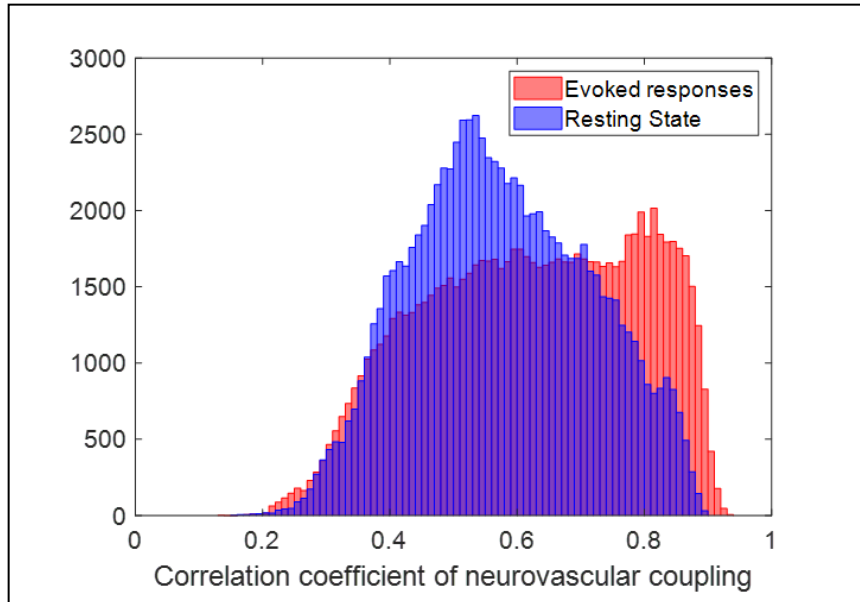 3000
2500
2000
1500
1000
500
0
Evoked responses
Resting State
0 0.2 0.4 0.6 0.8 1
Correlation coefficient of neurovascular coupling